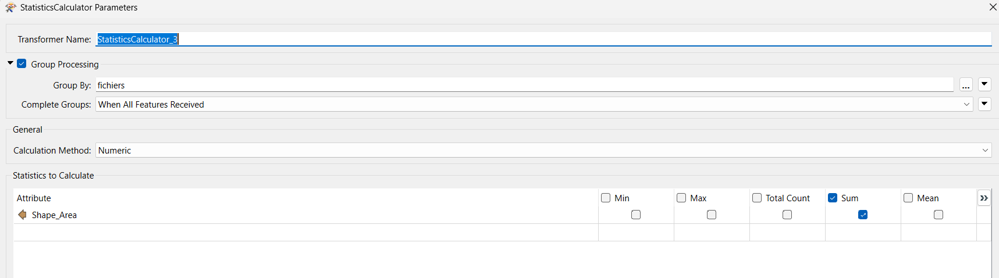 StatisticsCalculator Parameters
Transformer Name: StatisticsCalculator_3
Group Processing
Group By: fichiers ...
Complete Groups: When All Features Received
General
Calculation Method: Numeric
Statistics to Calculate
Attribute Min Max Total Count Sum Mean
Shape_Area